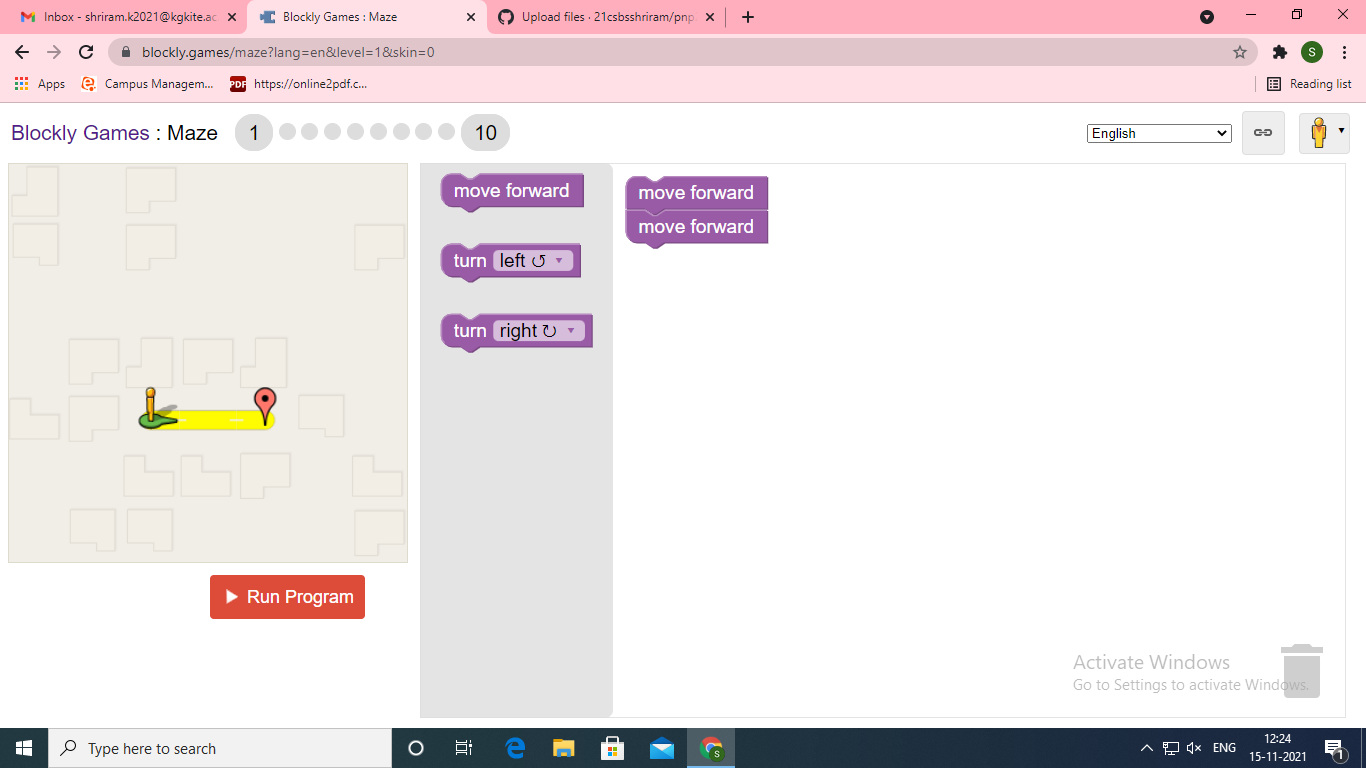 Inbox - shriram.k2021@kgkite.ac.
Blockly Games : Maze
Upload files · 21csbsshriram/pnp
blockly.games/maze?lang=en&level=1&skin=0
S
Apps
Campus Managem...
PDF
https://online2pdf.c...
Reading list
Blockly Games : Maze
1
10
English
move forward
turn left ↺ ▾
turn right ↻ ▾
move forward
move forward
Run Program
Activate Windows
Go to Settings to activate Windows.
Type here to search
S
ENG
12:24
15-11-2021
1